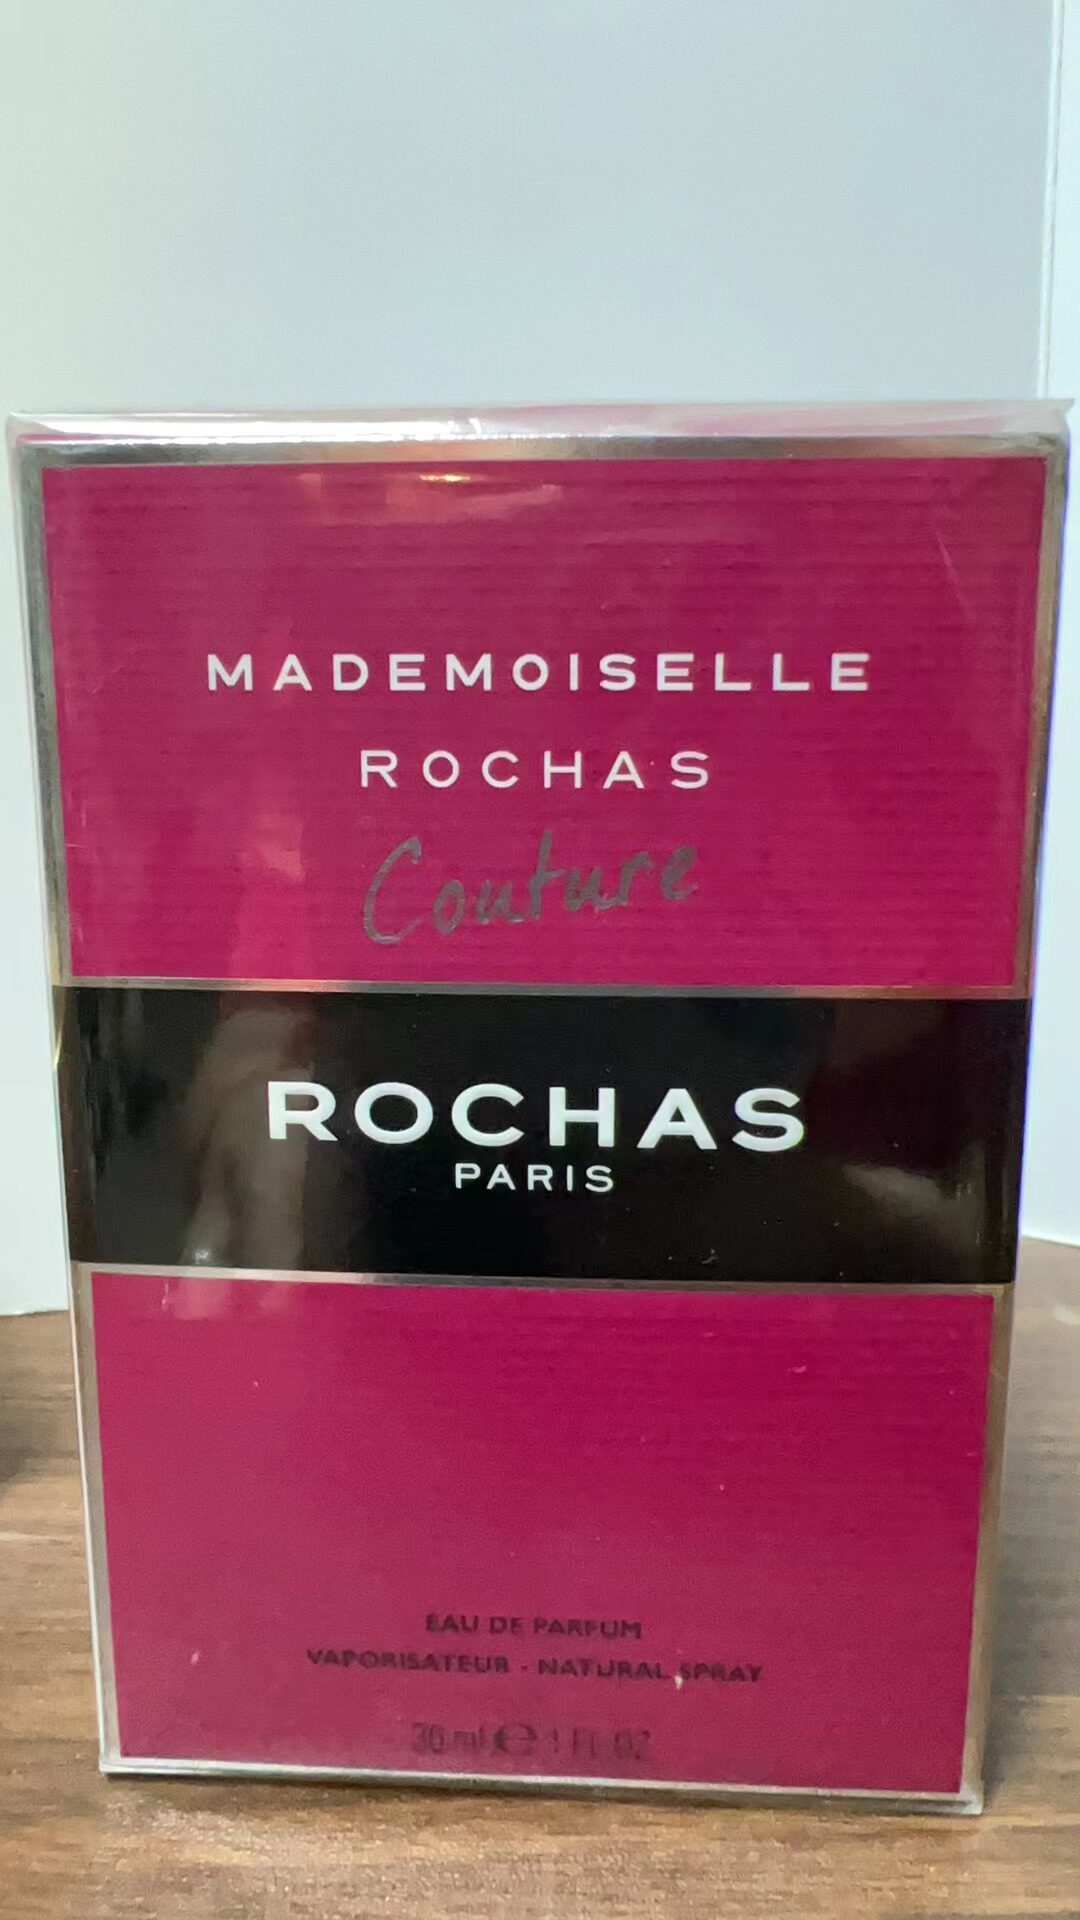 MADEMOISELLE
ROCHAS
Couture
ROCHAS
PARIS
EAU DE PARFUM
VAPORISATEUR - NATURAL SPRAY
30 ml ℮ 1 FL OZ